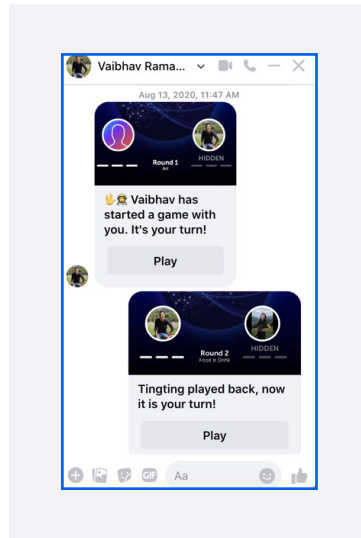 Vaibhav Rama...
Aug 13, 2020, 11:47 AM
Round 1
Art
HIDDEN
🖖👩‍🚀 Vaibhav has
started a game with
you. It's your turn!
Play
Round 2
Food & Drink
HIDDEN
Tingting played back, now
it is your turn!
Play
GIF
Aa